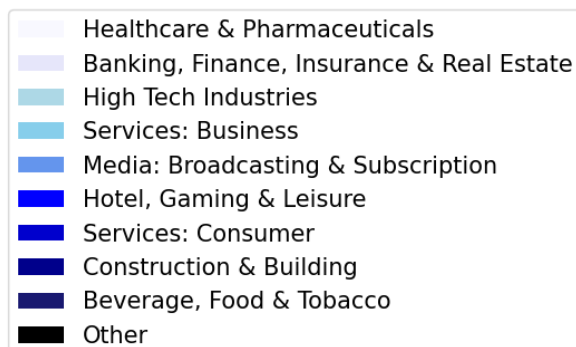 Healthcare & Pharmaceuticals
Banking, Finance, Insurance & Real Estate
High Tech Industries
Services: Business
Media: Broadcasting & Subscription
Hotel, Gaming & Leisure
Services: Consumer
Construction & Building
Beverage, Food & Tobacco
Other